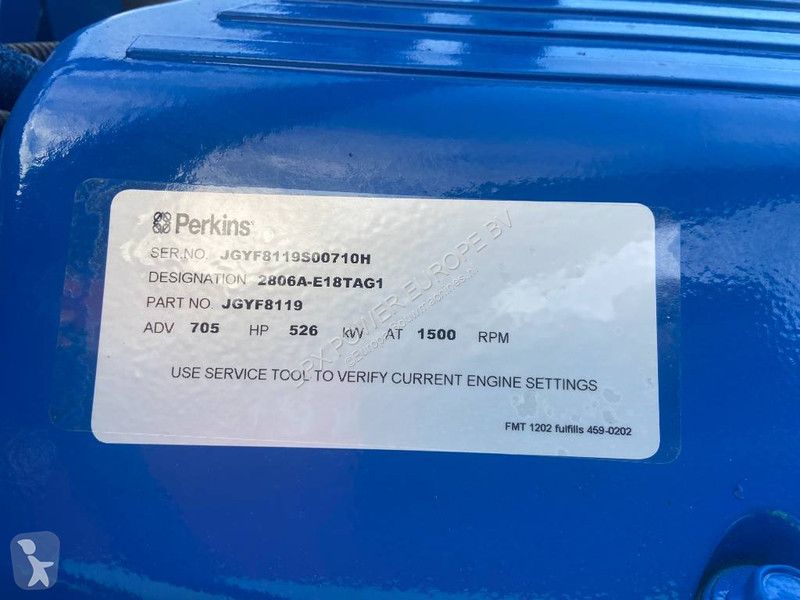 Perkins
SER.NO. JGYF8119S00710H
DESIGNATION 2806A-E18TAG1
PART NO. JGYF8119
ADV 705 HP 526 kW AT 1500 RPM
USE SERVICE TOOL TO VERIFY CURRENT ENGINE SETTINGS
FMT 1202 fulfills 459-0202